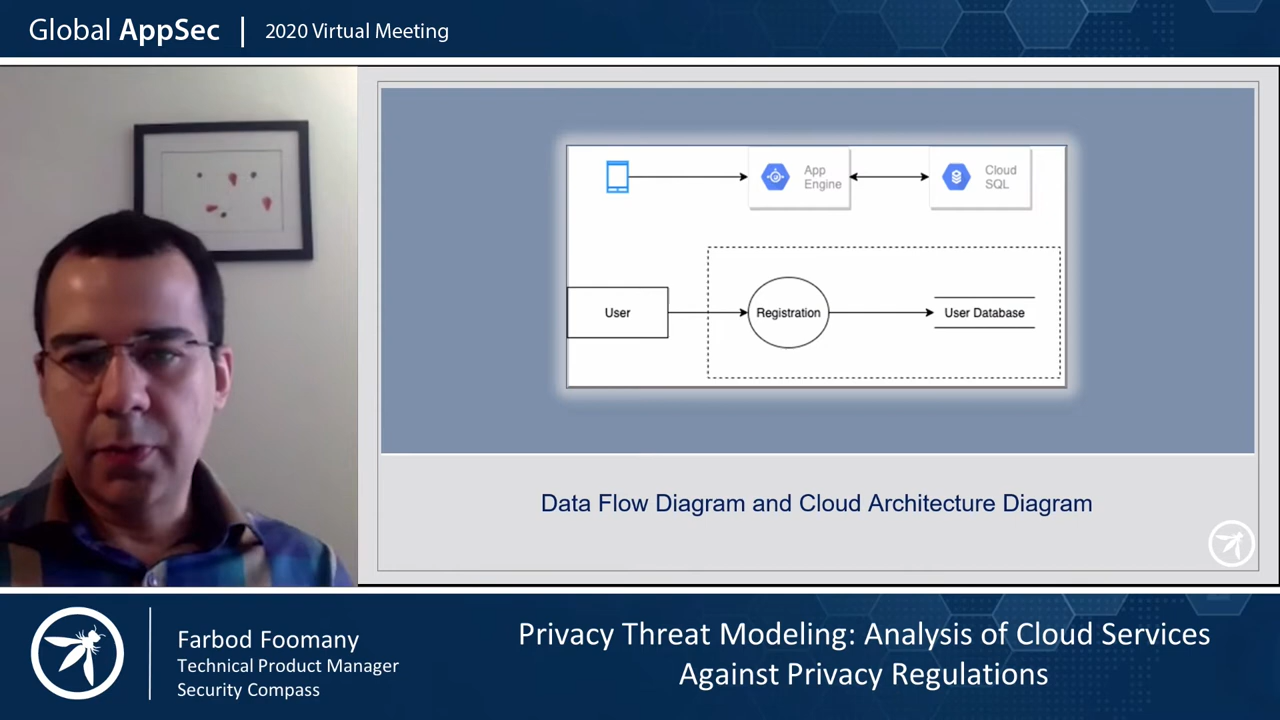 Global AppSec | 2020 Virtual Meeting
App
Engine
Cloud
SQL
User
Registration
User Database
Data Flow Diagram and Cloud Architecture Diagram
Farbod Foomany
Technical Product Manager
Security Compass
Privacy Threat Modeling: Analysis of Cloud Services
Against Privacy Regulations